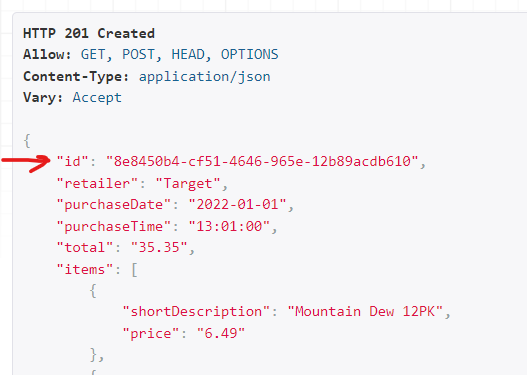 HTTP 201 Created
Allow: GET, POST, HEAD, OPTIONS
Content-Type: application/json
Vary: Accept
{
"id": "8e8450b4-cf51-4646-965e-12b89acdb610",
"retailer": "Target",
"purchaseDate": "2022-01-01",
"purchaseTime": "13:01:00",
"total": "35.35",
"items": [
{
"shortDescription": "Mountain Dew 12PK",
"price": "6.49"
},
{